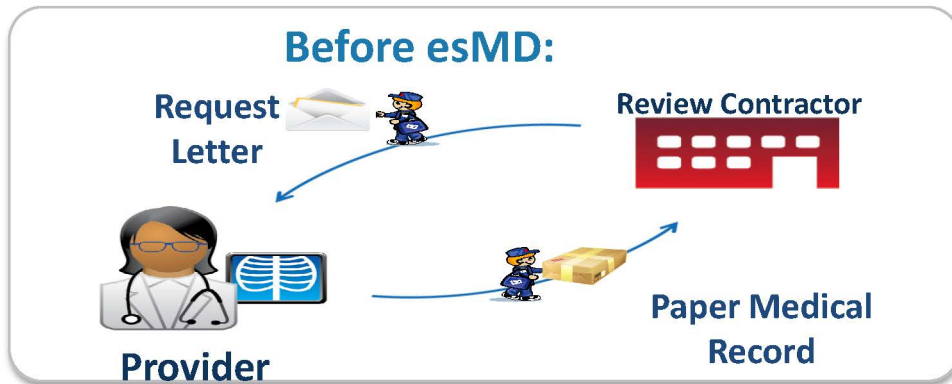 Before esMD:
Request
Letter
Review Contractor
Provider
Paper Medical
Record